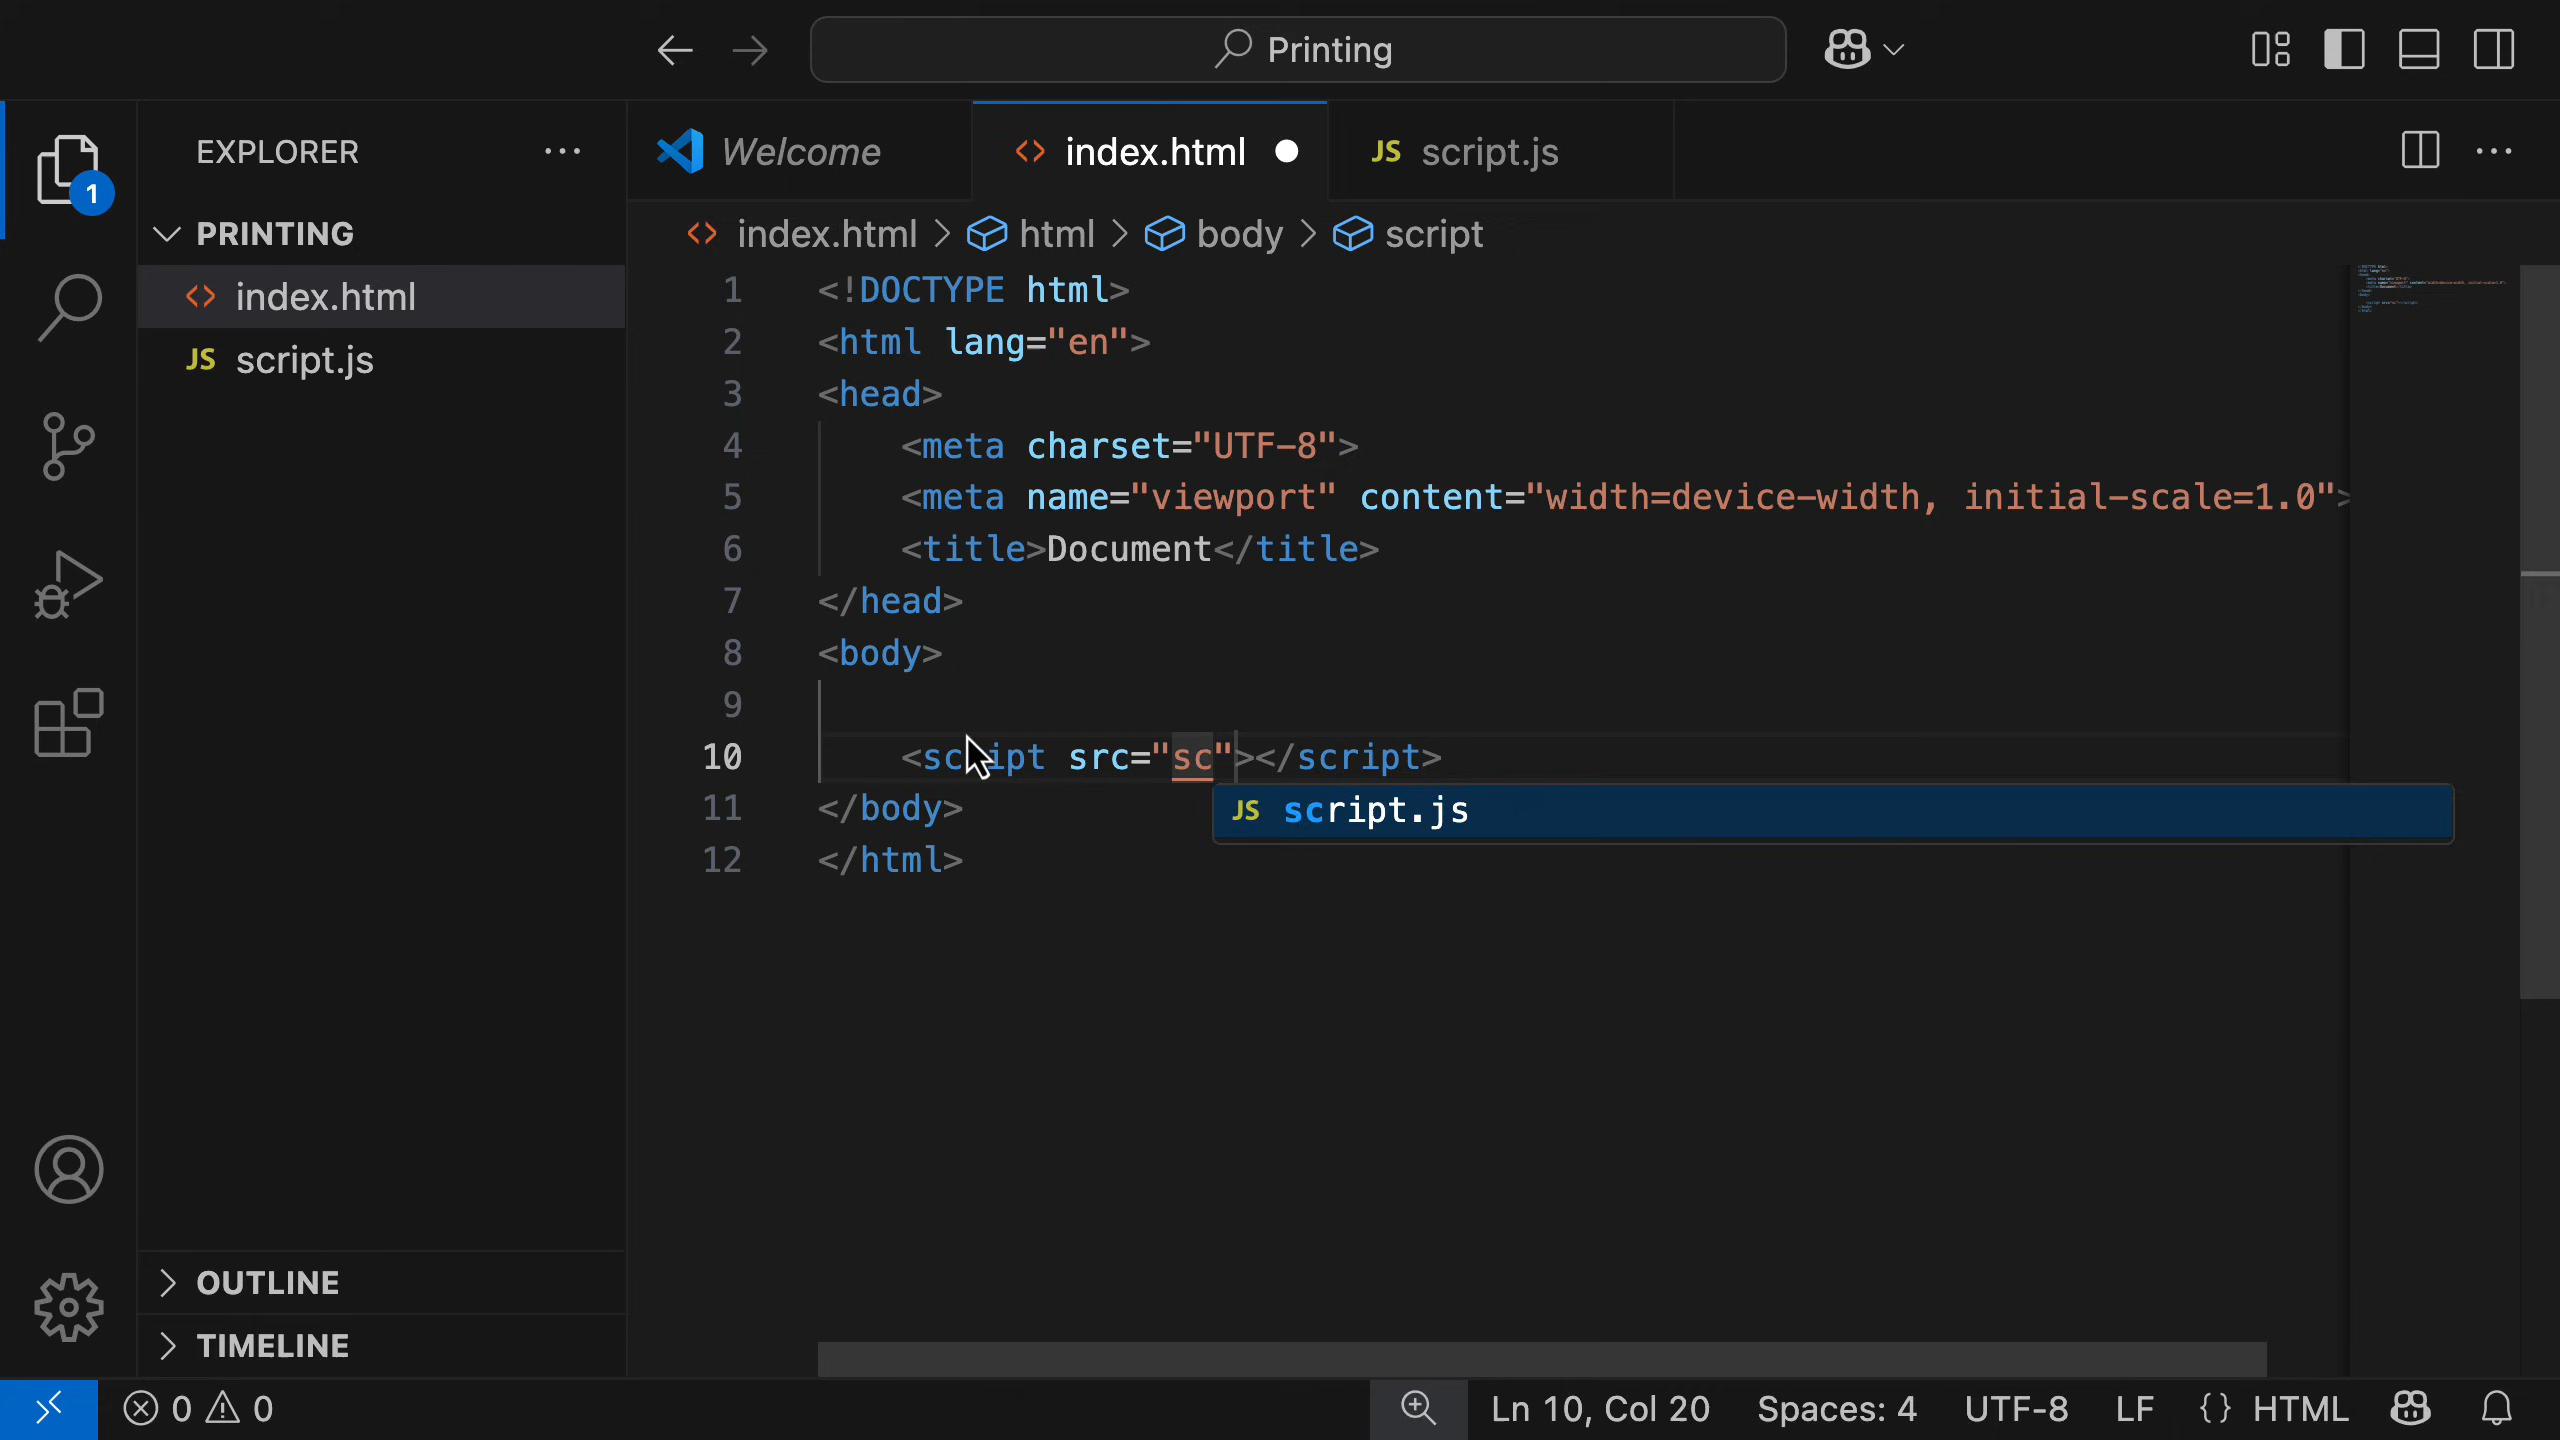 Printing
EXPLORER
1
PRINTING
index.html
JS script.js
OUTLINE
TIMELINE
Welcome
index.html
JS script.js
index.html > html > body > script
1 <!DOCTYPE html>
2 <html lang="en">
3 <head>
4 <meta charset="UTF-8">
5 <meta name="viewport" content="width=device-width, initial-scale=1.0">
6 <title>Document</title>
7 </head>
8 <body>
9
10 <script src="sc"></script>
JS script.js
11 </body>
12 </html>
0 0
Ln 10, Col 20 Spaces: 4 UTF-8 LF {} HTML